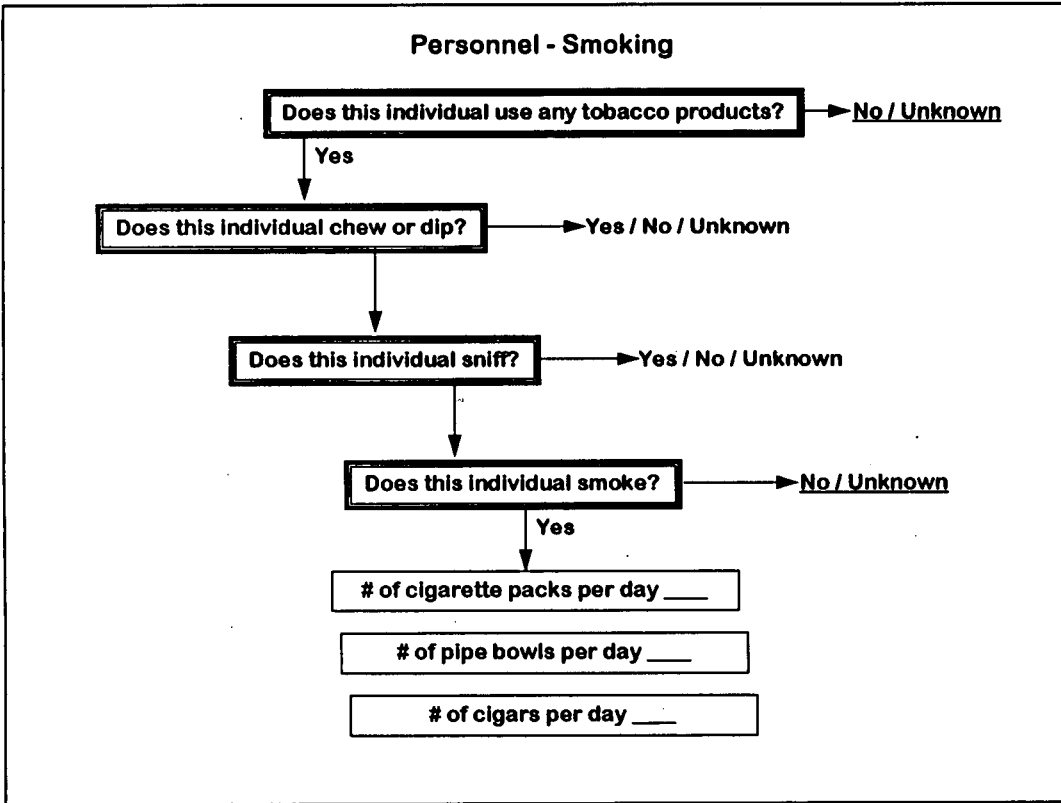 Personnel - Smoking
Does this individual use any tobacco products?
No / Unknown
Yes
Does this individual chew or dip?
Yes / No / Unknown
Does this individual sniff?
Yes / No / Unknown
Does this individual smoke?
No / Unknown
Yes
# of cigarette packs per day ____
# of pipe bowls per day ____
# of cigars per day ____